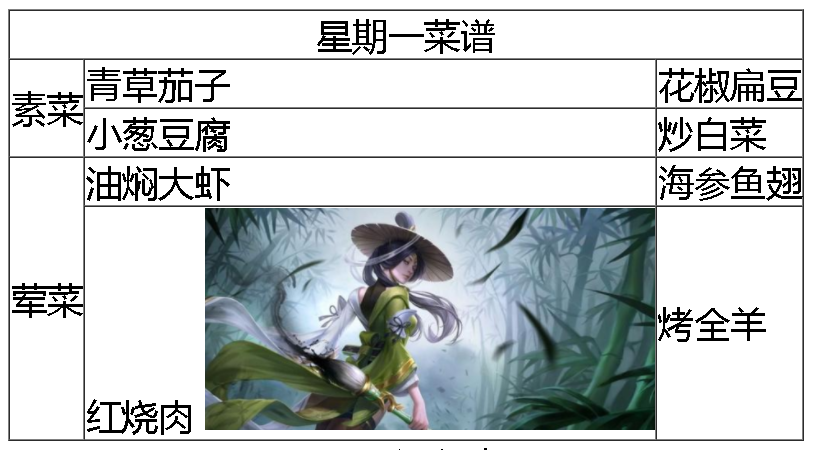 星期一菜谱
素菜
青草茄子
花椒扁豆
小葱豆腐
炒白菜
荤菜
油焖大虾
海参鱼翅
红烧肉
烤全羊